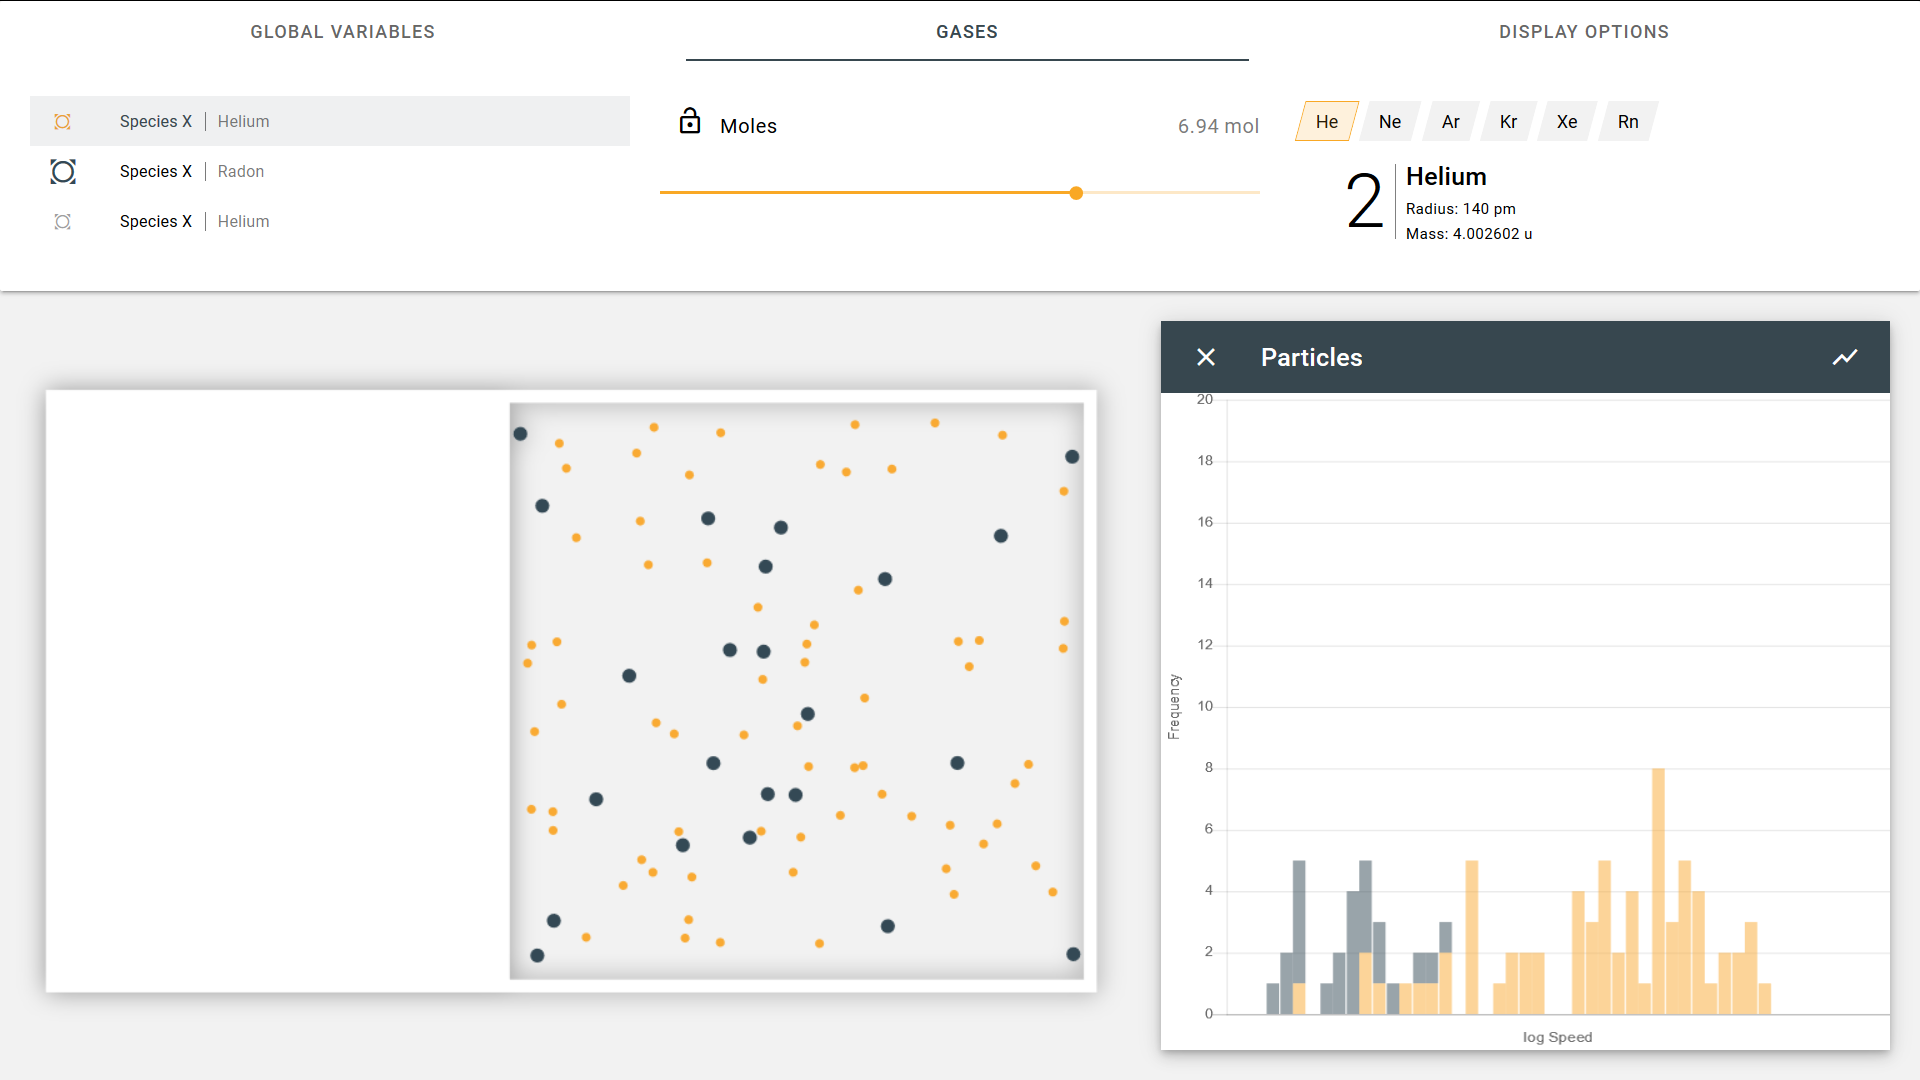 GLOBAL VARIABLES
GASES
DISPLAY OPTIONS
Species X | Helium
Species X | Radon
Species X | Helium
Moles
6.94 mol
He Ne Ar Kr Xe Rn
2
Helium
Radius: 140 pm
Mass: 4.002602 u
Particles
20
18
16
14
12
10
8
6
4
2
0
Frequency
log Speed